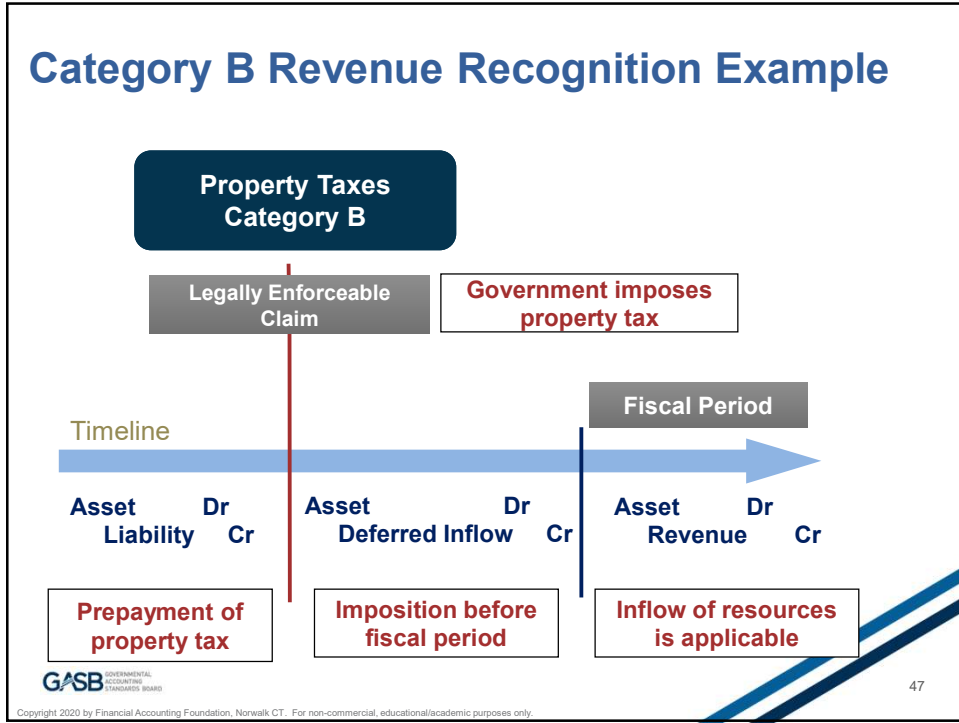 Category B Revenue Recognition Example
Property Taxes
Category B
Legally Enforceable
Claim
Government imposes
property tax
Fiscal Period
Timeline
Asset Dr
Liability Cr
Asset Dr
Deferred Inflow Cr
Asset Dr
Revenue Cr
Prepayment of
property tax
Imposition before
fiscal period
Inflow of resources
is applicable
GASB GOVERNMENTAL
ACCOUNTING
STANDARDS BOARD
47
Copyright 2020 by Financial Accounting Foundation, Norwalk CT. For non-commercial, educational/academic purposes only.